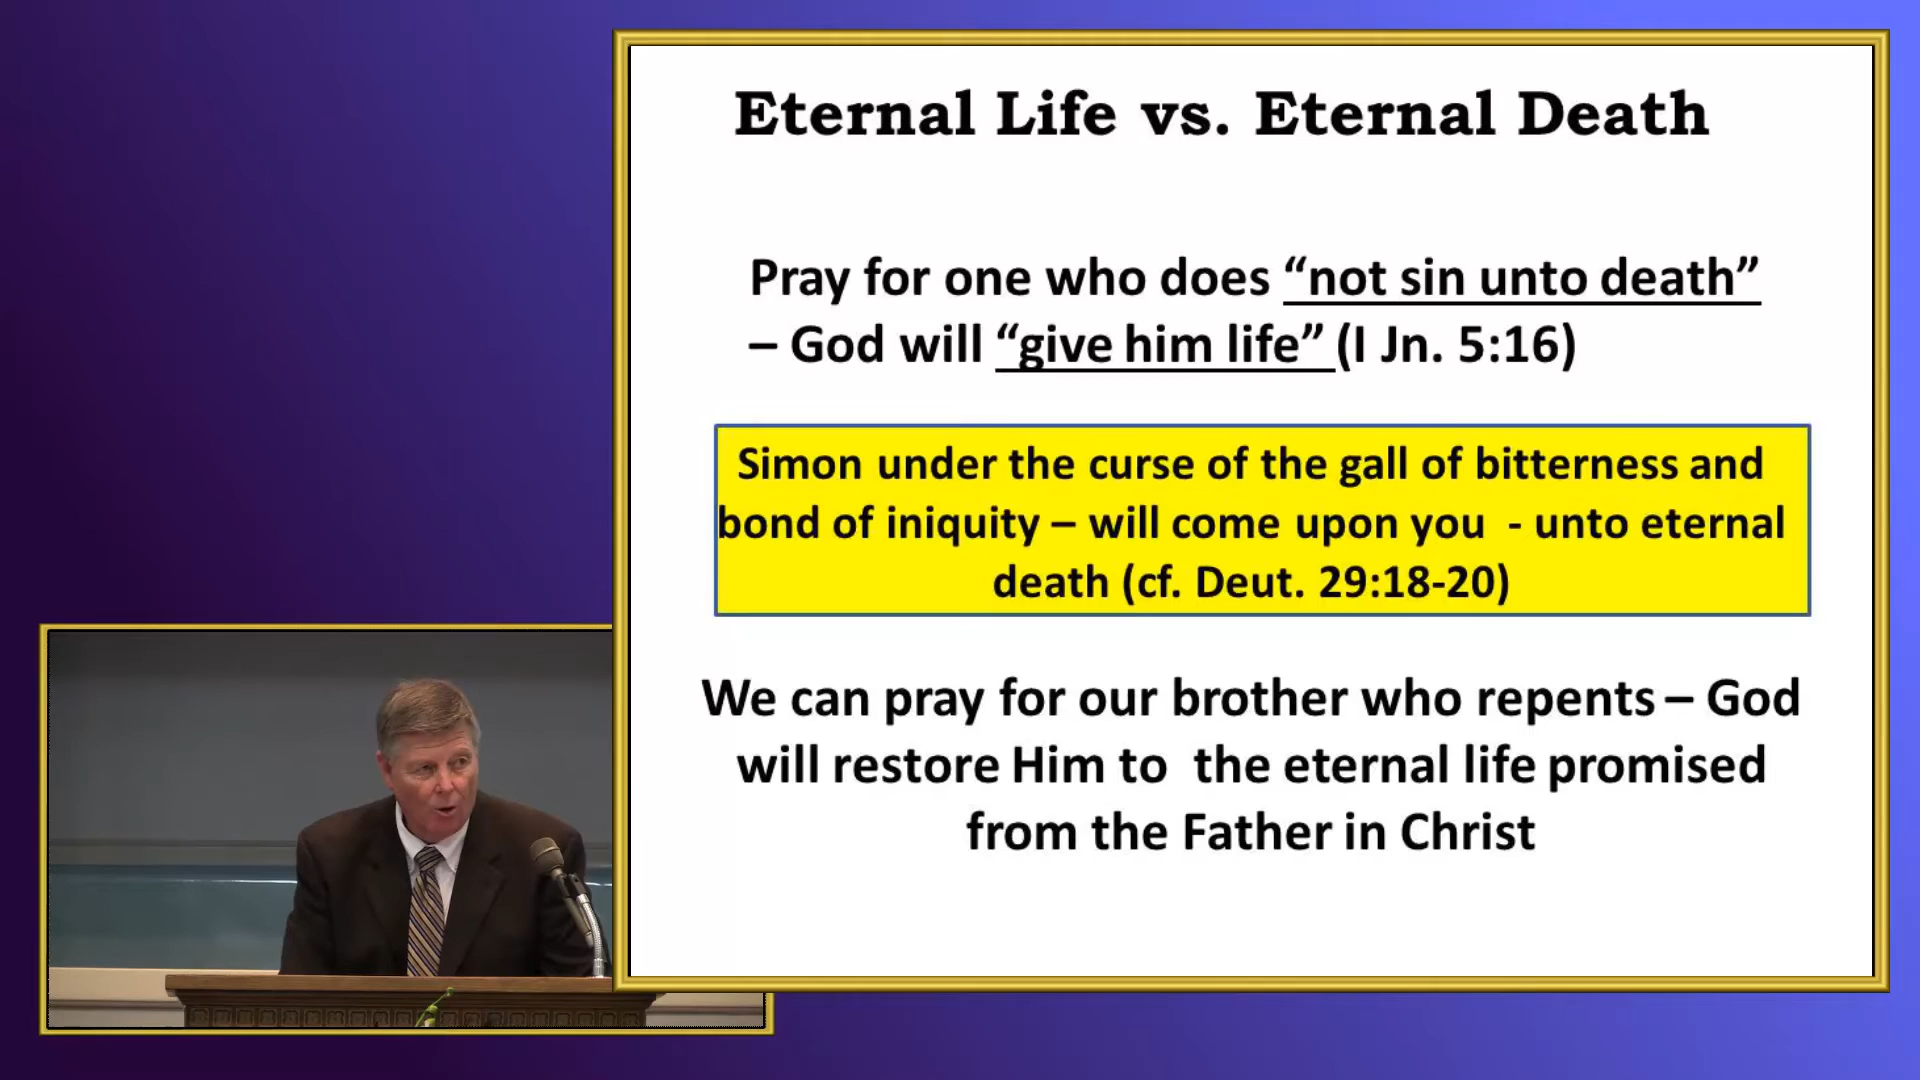 Eternal Life vs. Eternal Death
Pray for one who does “not sin unto death”
– God will “give him life” (I Jn. 5:16)
Simon under the curse of the gall of bitterness and
bond of iniquity – will come upon you - unto eternal
death (cf. Deut. 29:18-20)
We can pray for our brother who repents – God
will restore Him to the eternal life promised
from the Father in Christ